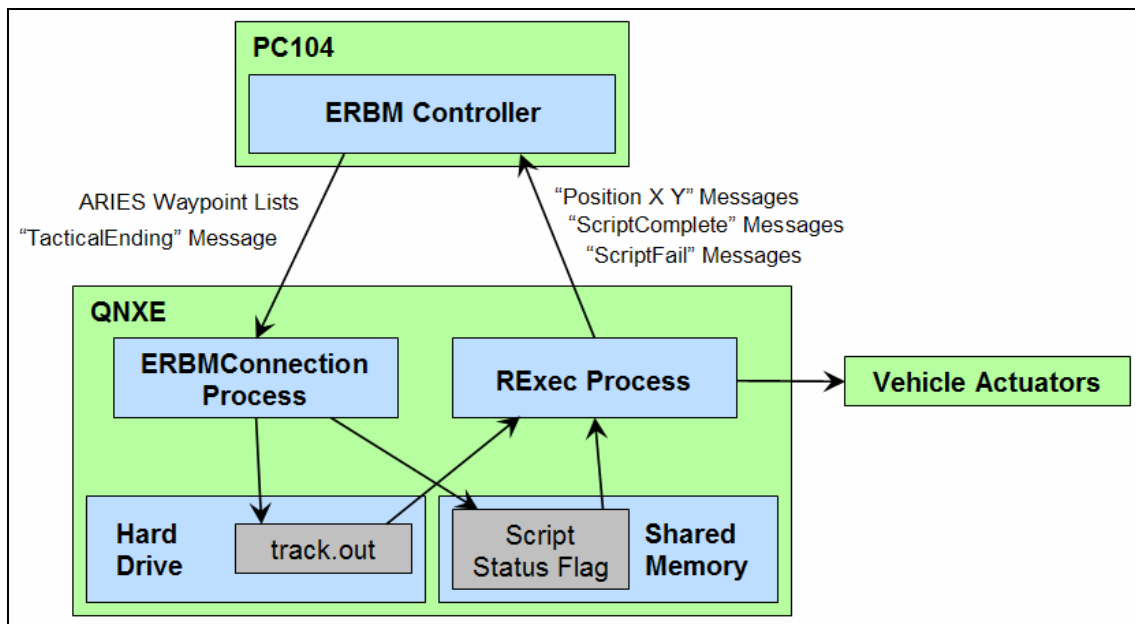 PC104
ERBM Controller
ARIES Waypoint Lists
“TacticalEnding” Message
“Position X Y” Messages
“ScriptComplete” Messages
“ScriptFail” Messages
QNXE
ERBMConnection
Process
RExec Process
Vehicle Actuators
Hard
Drive
track.out
Script
Status Flag
Shared
Memory